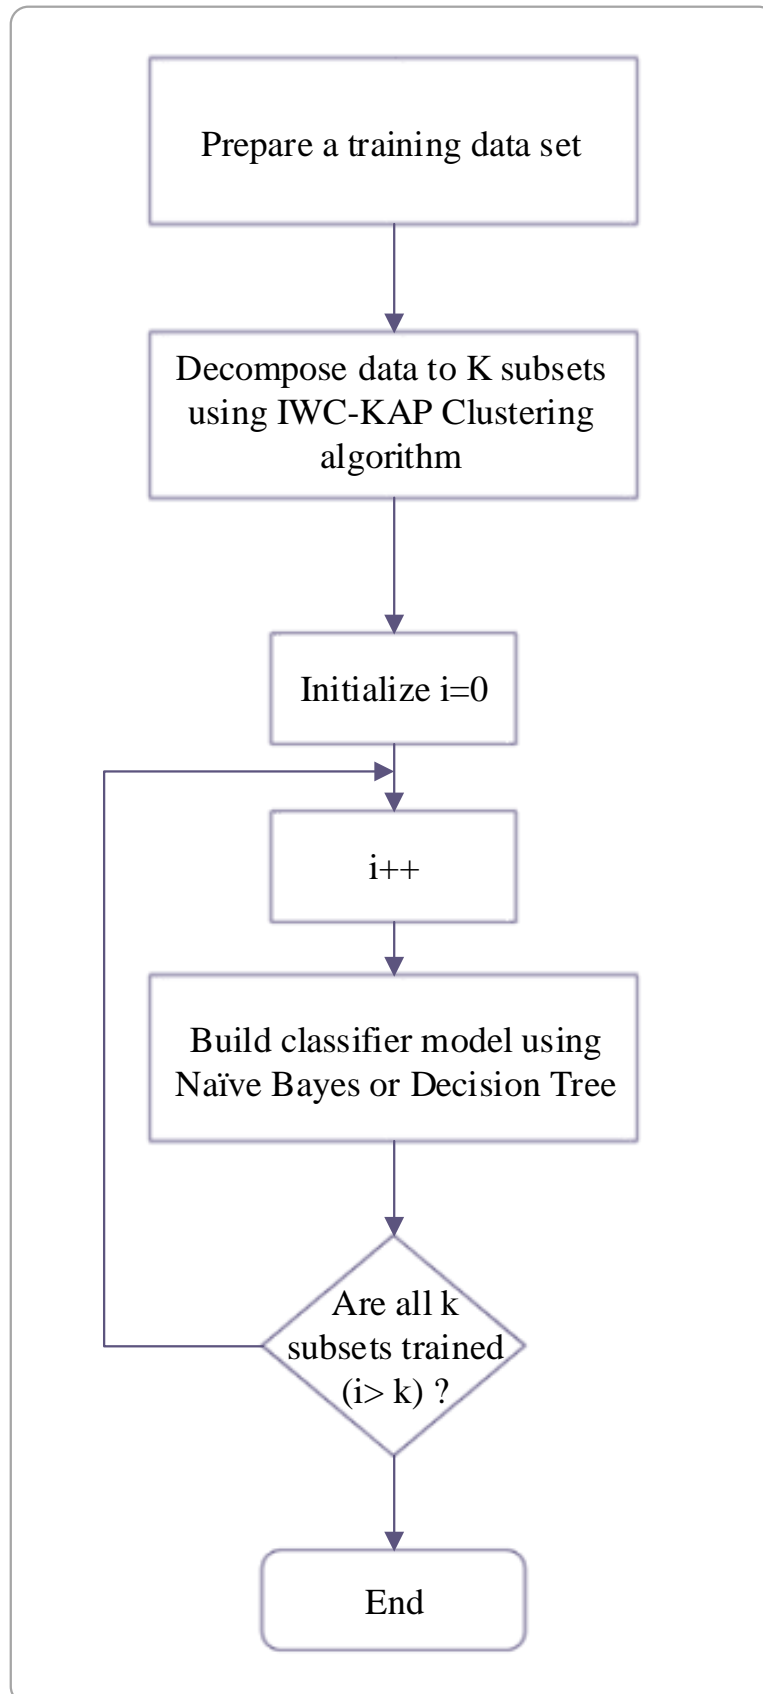 Prepare a training data set
Decompose data to K subsets
using IWC-KAP Clustering
algorithm
Initialize i=0
i++
Build classifier model using
Naïve Bayes or Decision Tree
Are all k
subsets trained
(i> k) ?
End